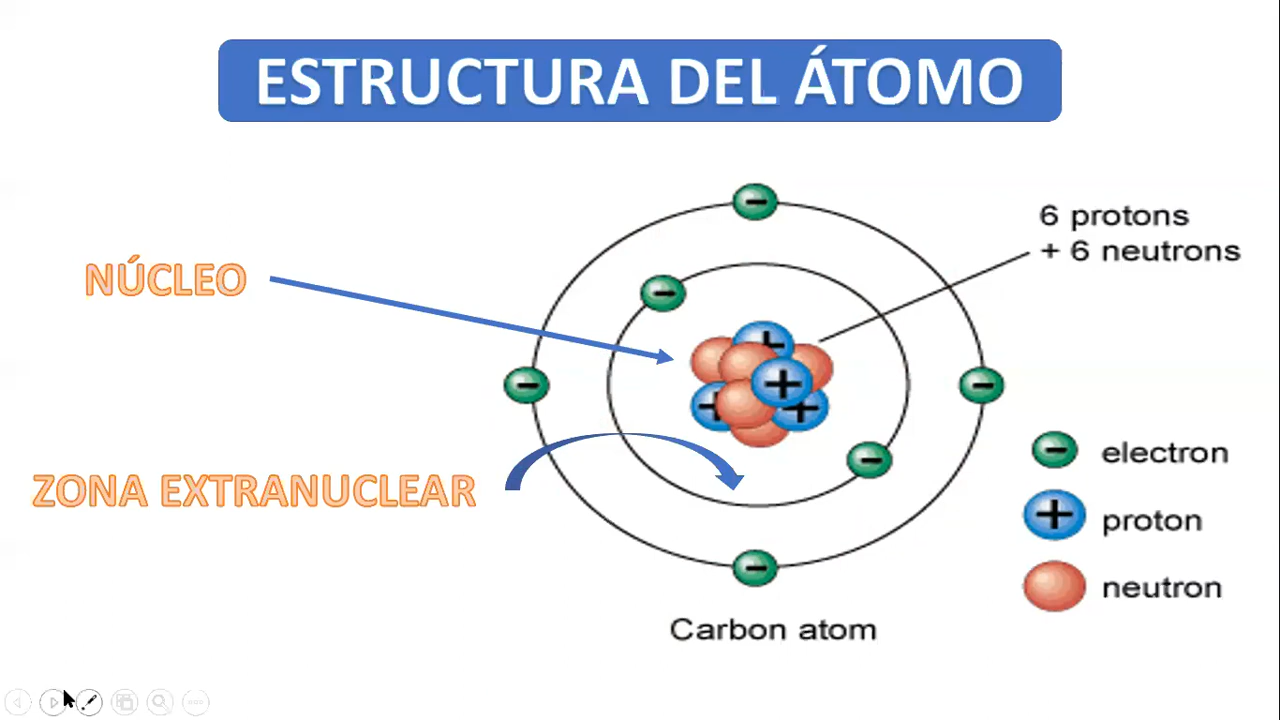 ESTRUCTURA DEL ÁTOMO
6 protons
+ 6 neutrons
NÚCLEO
ZONA EXTRANUCLEAR
electron
proton
neutron
Carbon atom